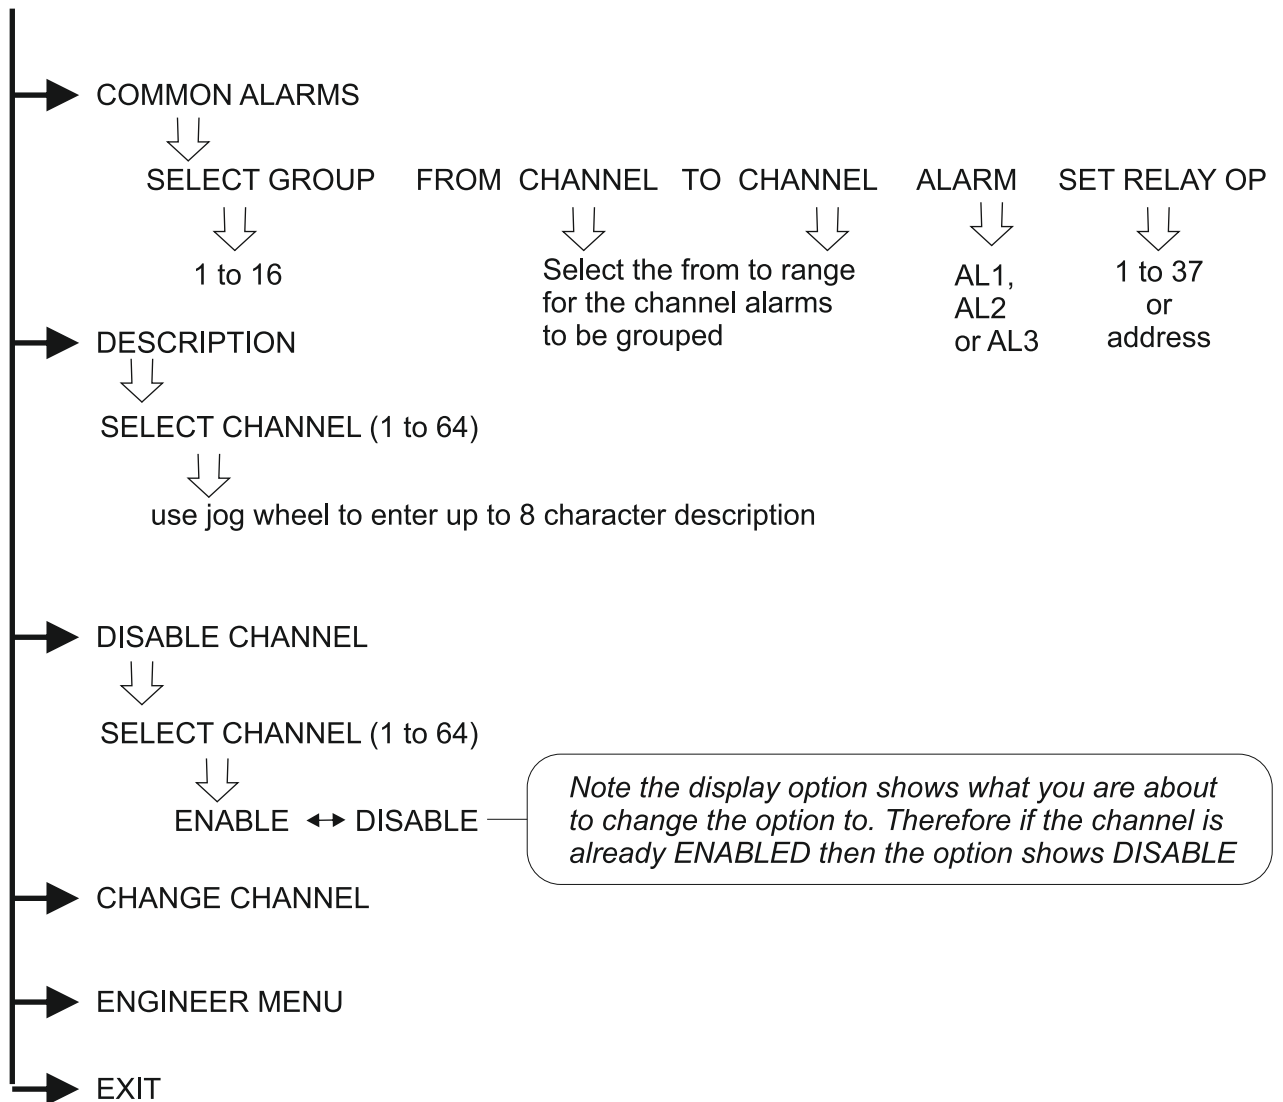 COMMON ALARMS
SELECT GROUP FROM CHANNEL TO CHANNEL ALARM SET RELAY OP
1 to 16
Select the from to range
for the channel alarms
to be grouped
AL1,
AL2
or AL3
1 to 37
or
address
DESCRIPTION
SELECT CHANNEL (1 to 64)
use jog wheel to enter up to 8 character description
DISABLE CHANNEL
SELECT CHANNEL (1 to 64)
ENABLE ↔ DISABLE
Note the display option shows what you are about
to change the option to. Therefore if the channel is
already ENABLED then the option shows DISABLE
CHANGE CHANNEL
ENGINEER MENU
EXIT